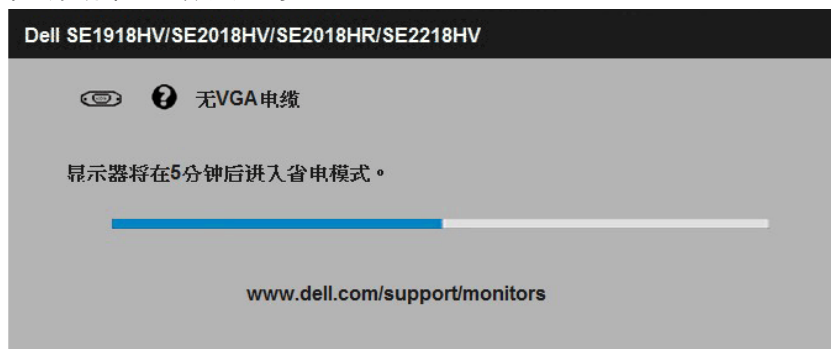 Dell SE1918HV/SE2018HV/SE2018HR/SE2218HV
无VGA电缆
显示器将在5分钟后进入省电模式。
www.dell.com/support/monitors